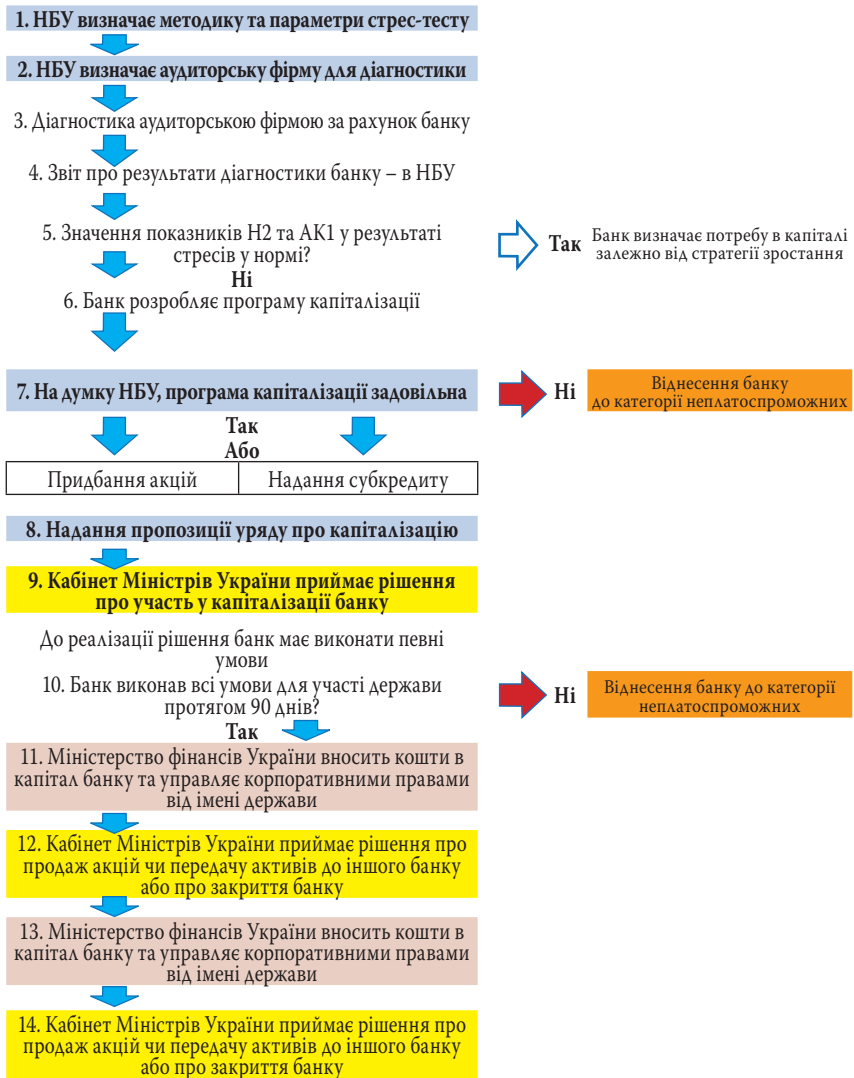 1. НБУ визначає методику та параметри стрес-тесту
2. НБУ визначає аудиторську фірму для діагностики
3. Діагностика аудиторською фірмою за рахунок банку
4. Звіт про результати діагностики банку – в НБУ
5. Значення показників Н2 та АК1 у результаті
стресів у нормі?
Так
Банк визначає потребу в капіталі
залежно від стратегії зростання
Ні
6. Банк розробляє програму капіталізації
7. На думку НБУ, програма капіталізації задовільна
Ні
Віднесення банку
до категорії неплатоспроможних
Так
Або
Придбання акцій
Надання субкредиту
8. Надання пропозиції уряду про капіталізацію
9. Кабінет Міністрів України приймає рішення
про участь у капіталізації банку
До реалізації рішення банк має виконати певні
умови
10. Банк виконав всі умови для участі держави
протягом 90 днів?
Ні
Віднесення банку до категорії
неплатоспроможних
Так
11. Міністерство фінансів України вносить кошти в
капітал банку та управляє корпоративними правами
від імені держави
12. Кабінет Міністрів України приймає рішення про
продаж акцій чи передачу активів до іншого банку
або про закриття банку
13. Міністерство фінансів України вносить кошти в
капітал банку та управляє корпоративними правами
від імені держави
14. Кабінет Міністрів України приймає рішення про
продаж акцій чи передачу активів до іншого банку
або про закриття банку